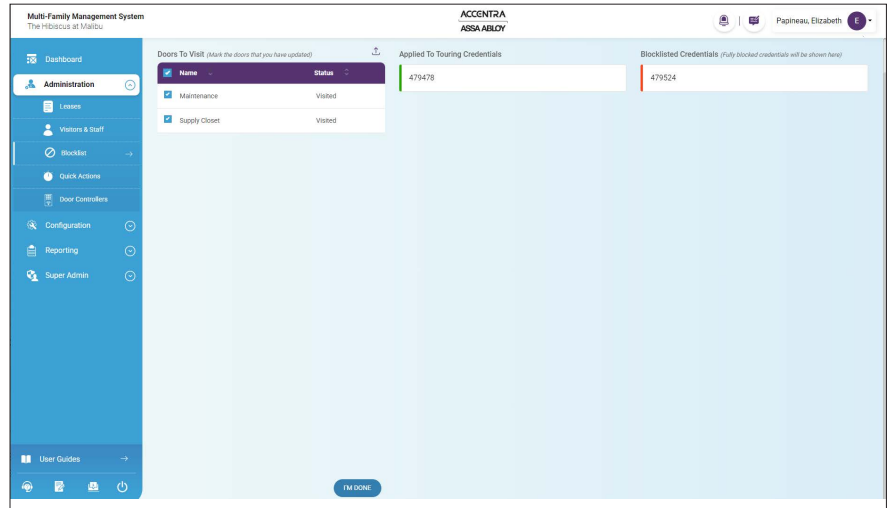 Multi-Family Management System
The Hibiscus at Malibu
ACCENTRA
ASSA ABLOY
Papineau, Elizabeth
E
Dashboard
Administration
Leases
Visitors & Staff
Blocklist
Quick Actions
Door Controllers
Configuration
Reporting
Super Admin
User Guides
Doors To Visit (Mark the doors that you have updated)
Name Status
Maintenance Visited
Supply Closet Visited
I'M DONE
Applied To Touring Credentials
479478
Blocklisted Credentials (Fully blocked credentials will be shown here)
479524